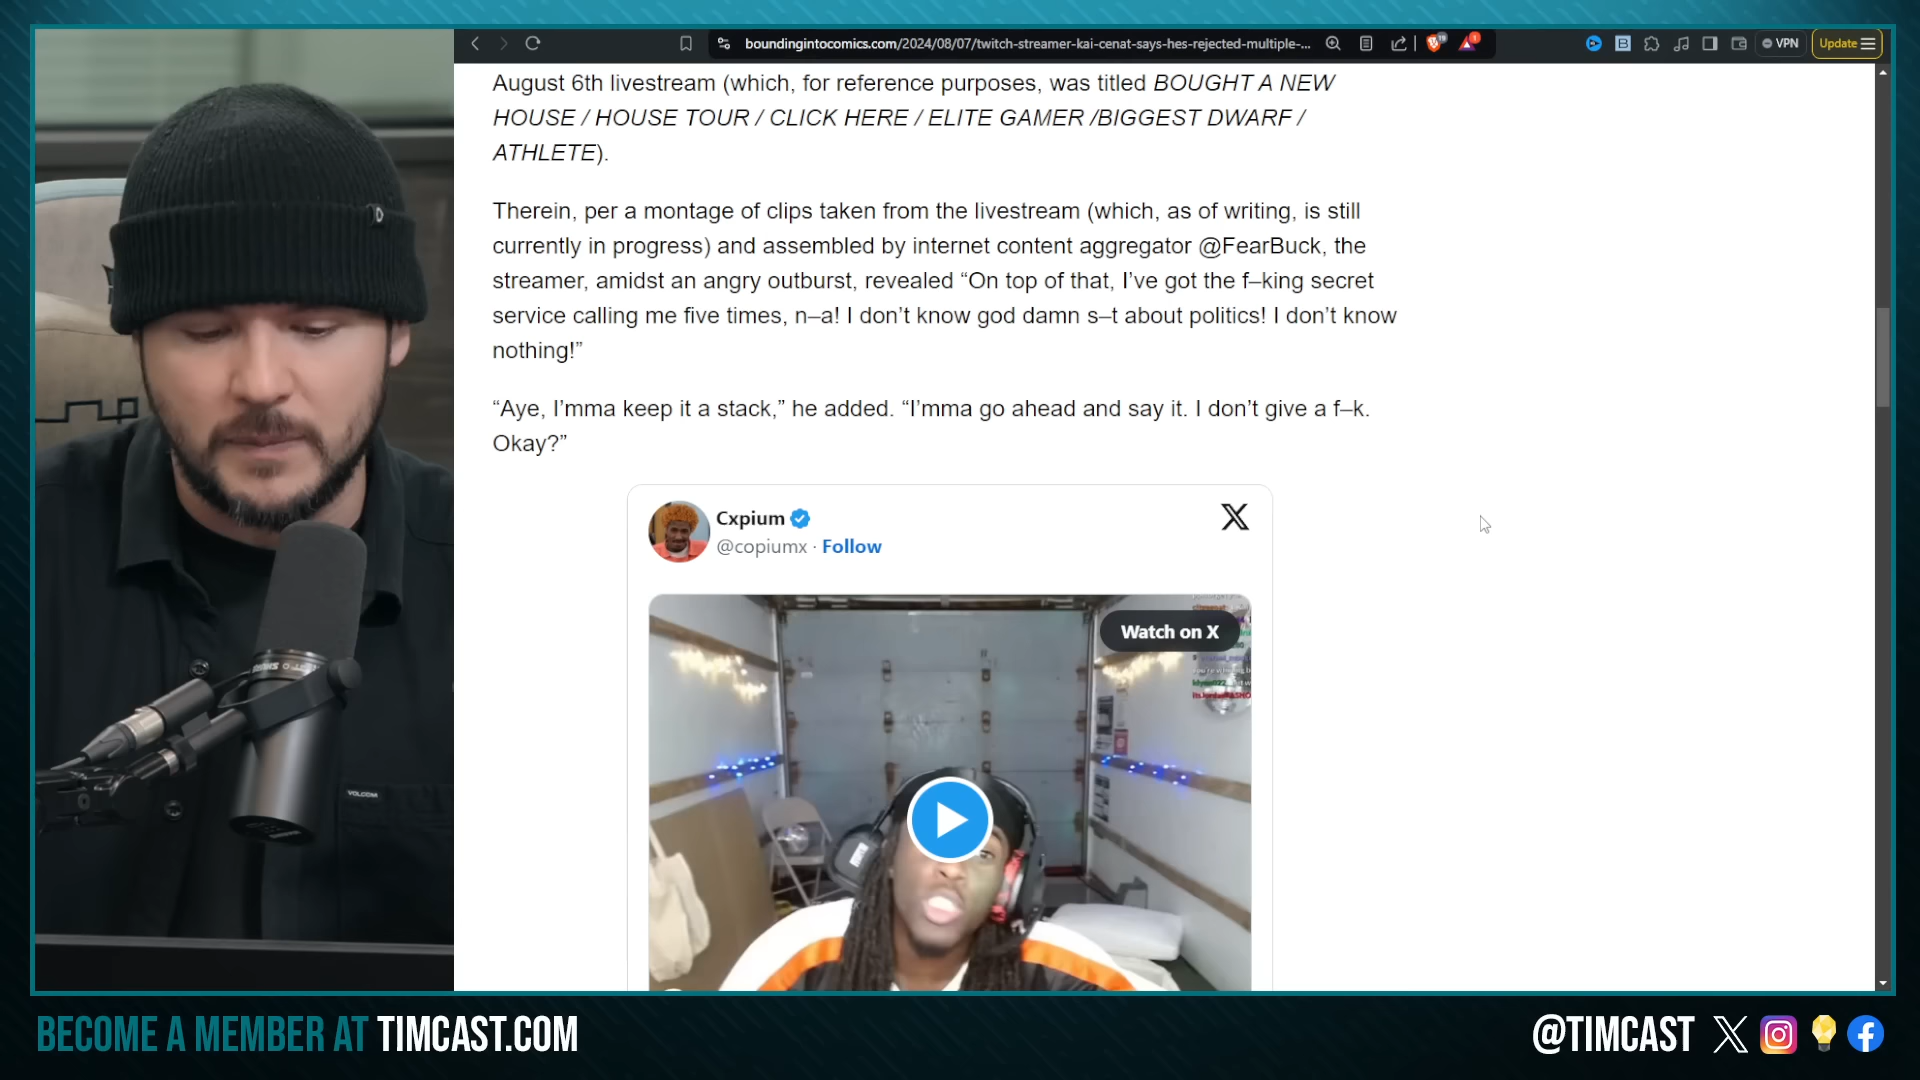 boundingintocomics.com/2024/08/07/twitch-streamer-kai-cenat-says-hes-rejected-multiple-...
VPN
Update
August 6th livestream (which, for reference purposes, was titled BOUGHT A NEW
HOUSE / HOUSE TOUR / CLICK HERE / ELITE GAMER /BIGGEST DWARF /
ATHLETE).
Therein, per a montage of clips taken from the livestream (which, as of writing, is still
currently in progress) and assembled by internet content aggregator @FearBuck, the
streamer, amidst an angry outburst, revealed “On top of that, I’ve got the f–king secret
service calling me five times, n–a! I don’t know god damn s–t about politics! I don’t know
nothing!”
“Aye, I’mma keep it a stack,” he added. “I’mma go ahead and say it. I don’t give a f–k.
Okay?”
Cxpium
@copiumx · Follow
Watch on X
VOLCOM
BECOME A MEMBER AT TIMCAST.COM
@TIMCAST